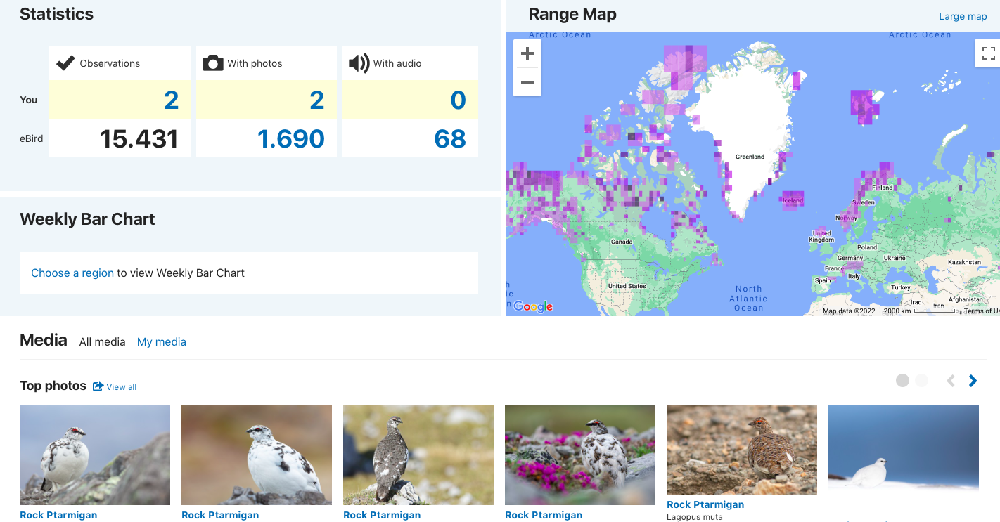 Statistics
Observations
With photos
With audio
You
2
2
0
eBird
15.431
1.690
68
Weekly Bar Chart
Choose a region to view Weekly Bar Chart
Range Map
Large map
Arctic Ocean
Arctic Ocean
Greenland
Iceland
Finland
Sweden
Norway
United
Kingdom
Canada
Poland
Germany
Ukraine
Kazakhstan
France
Italy
Spain
Turkey
United States
North
Atlantic
Ocean
Iraq
Iran
Afghanistan
Google
Map data ©2022
2000 km
Terms of Us
Media
All media
My media
Top photos
View all
Rock Ptarmigan
Rock Ptarmigan
Rock Ptarmigan
Rock Ptarmigan
Rock Ptarmigan
Lagopus muta